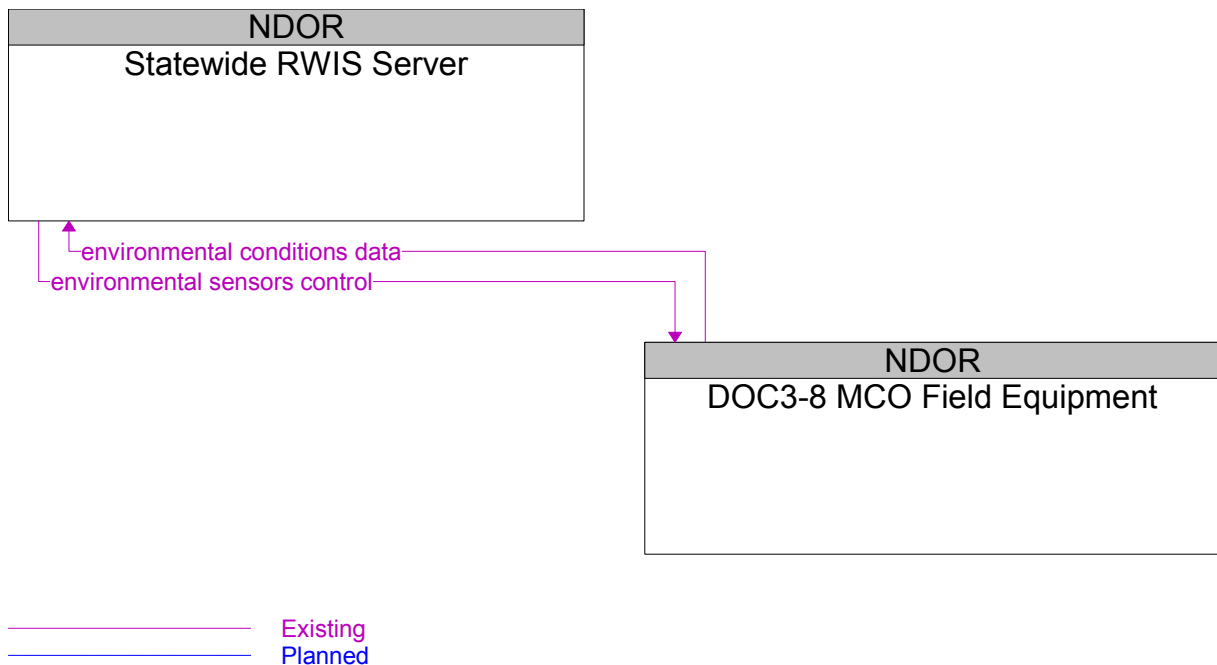 NDOR
Statewide RWIS Server
environmental conditions data
environmental sensors control
NDOR
DOC3-8 MCO Field Equipment
Existing
Planned